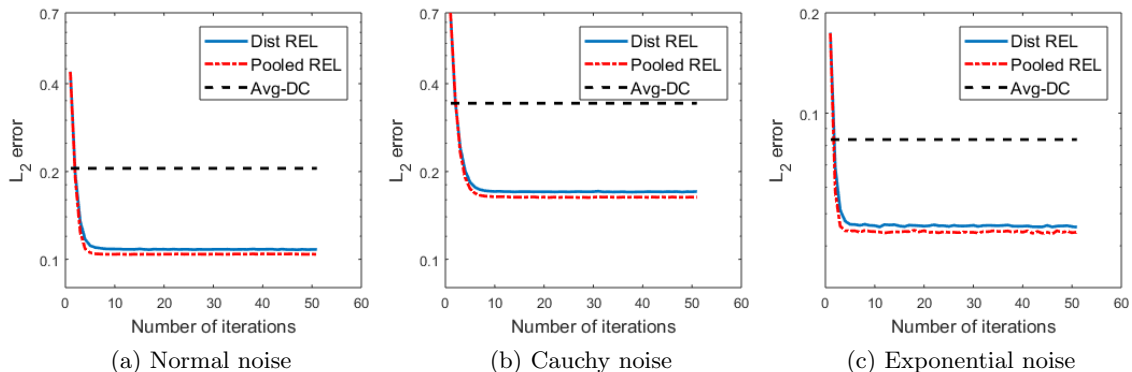 0.7
0.4
0.2
0.1
L2 error
0 10 20 30 40 50 60
Number of iterations
Dist REL
Pooled REL
Avg-DC
(a) Normal noise
0.7
0.4
0.2
0.1
L2 error
0 10 20 30 40 50 60
Number of iterations
Dist REL
Pooled REL
Avg-DC
(b) Cauchy noise
0.2
0.1
L2 error
0 10 20 30 40 50 60
Number of iterations
Dist REL
Pooled REL
Avg-DC
(c) Exponential noise